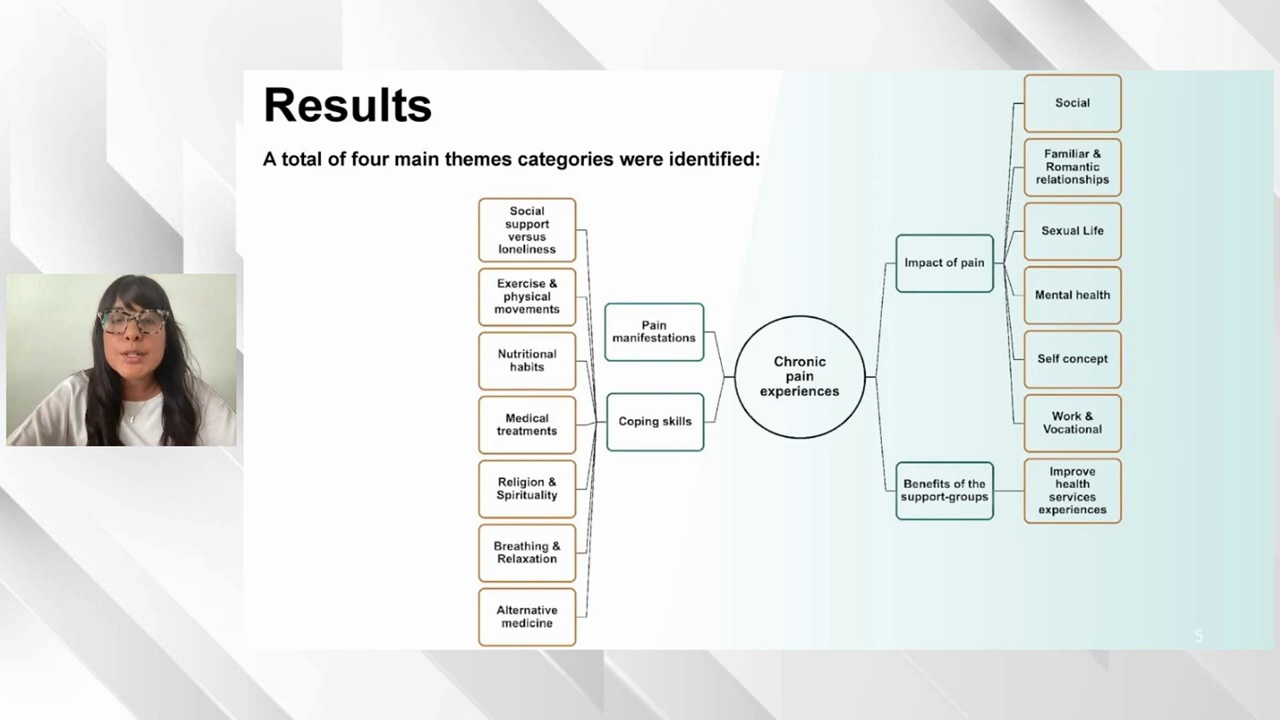 Results
A total of four main themes categories were identified:
Social
support
versus
loneliness
Exercise &
physical
movements
Nutritional
habits
Medical
treatments
Religion &
Spirituality
Breathing &
Relaxation
Alternative
medicine
Pain
manifestations
Coping skills
Chronic
pain
experiences
Impact of pain
Benefits of the
support-groups
Social
Familiar &
Romantic
relationships
Sexual Life
Mental health
Self concept
Work &
Vocational
Improve
health
services
experiences
5